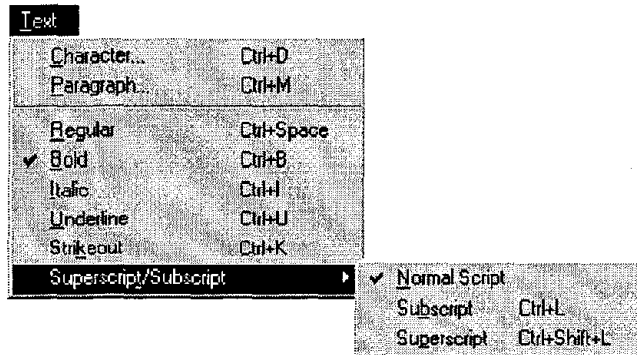 Text
Character... Ctrl+D
Paragraph... Ctrl+M
Regular Ctrl+Space
Bold Ctrl+B
Italic Ctrl+I
Underline Ctrl+U
Strikeout Ctrl+K
Superscript/Subscript
Normal Script
Subscript Ctrl+L
Superscript Ctrl+Shift+L